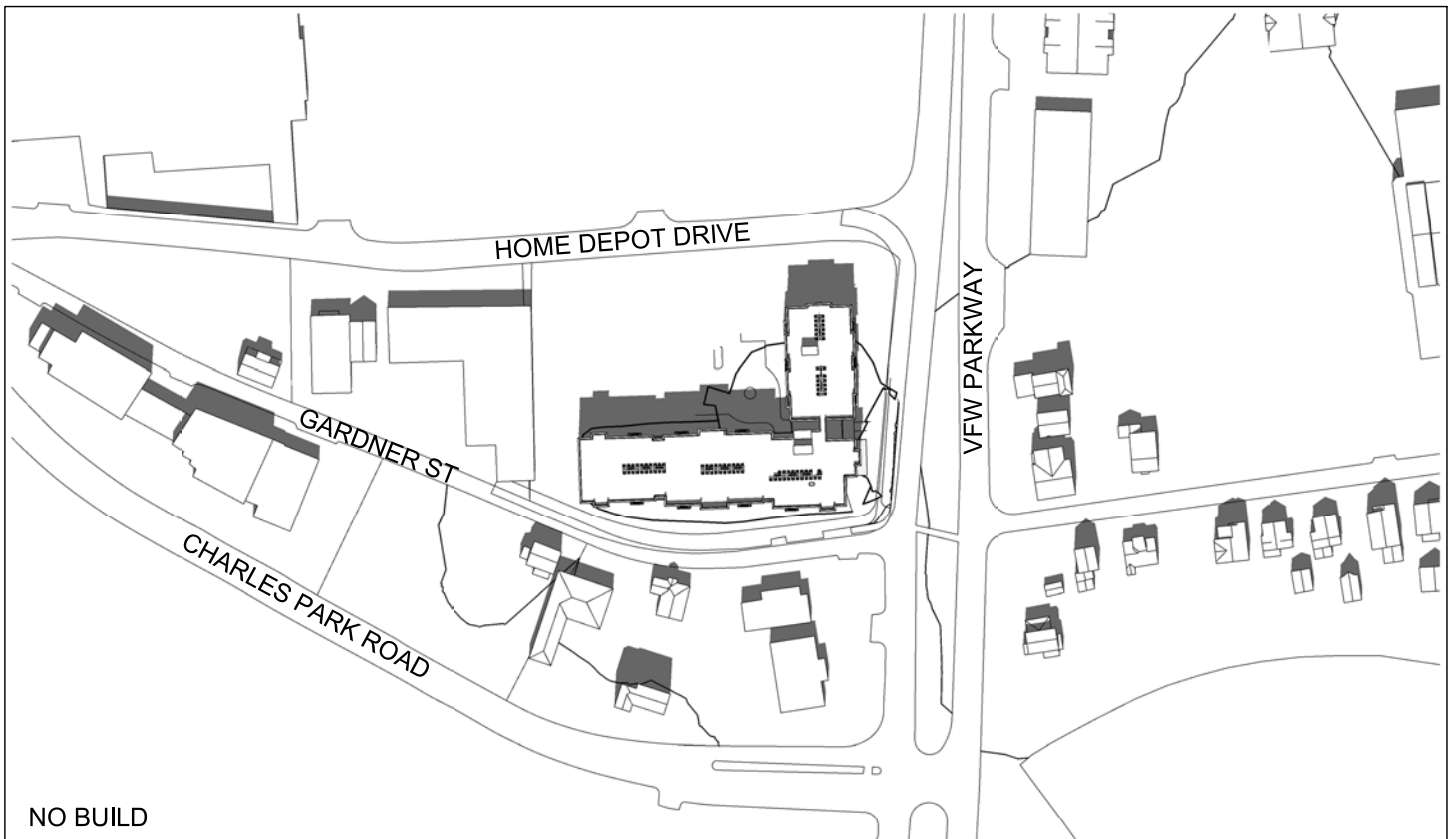 HOME DEPOT DRIVE
VFW PARKWAY
GARDNER ST
CHARLES PARK ROAD
NO BUILD